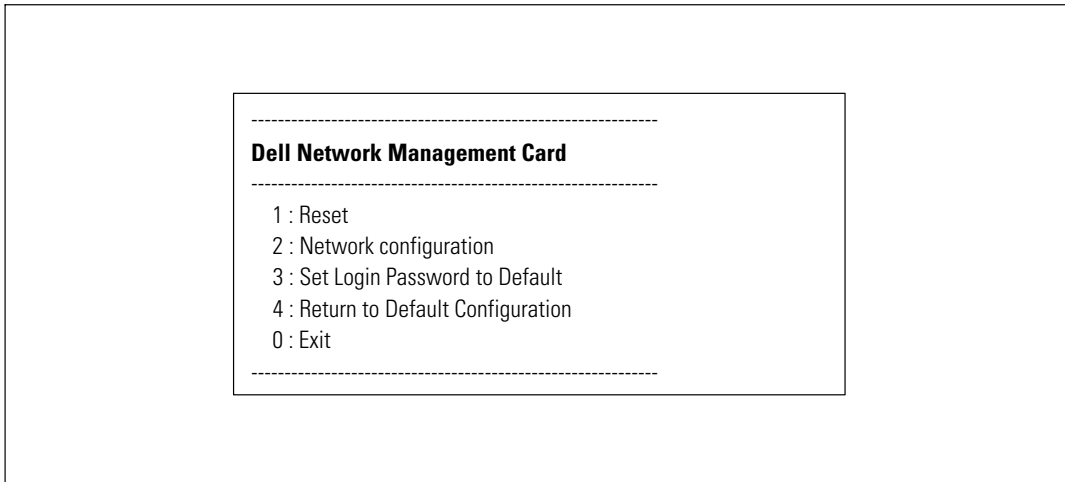 ------------------------------------------------------------
Dell Network Management Card
------------------------------------------------------------
1 : Reset
2 : Network configuration
3 : Set Login Password to Default
4 : Return to Default Configuration
0 : Exit
------------------------------------------------------------